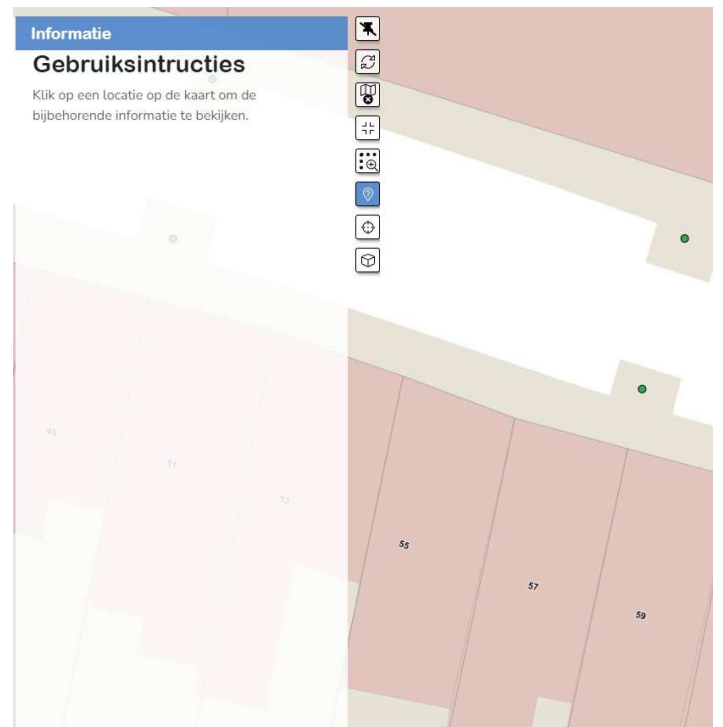 Informatie
Gebruiksintructies
Klik op een locatie op de kaart om de
bijbehorende informatie te bekijken.
51
53
55
57
59